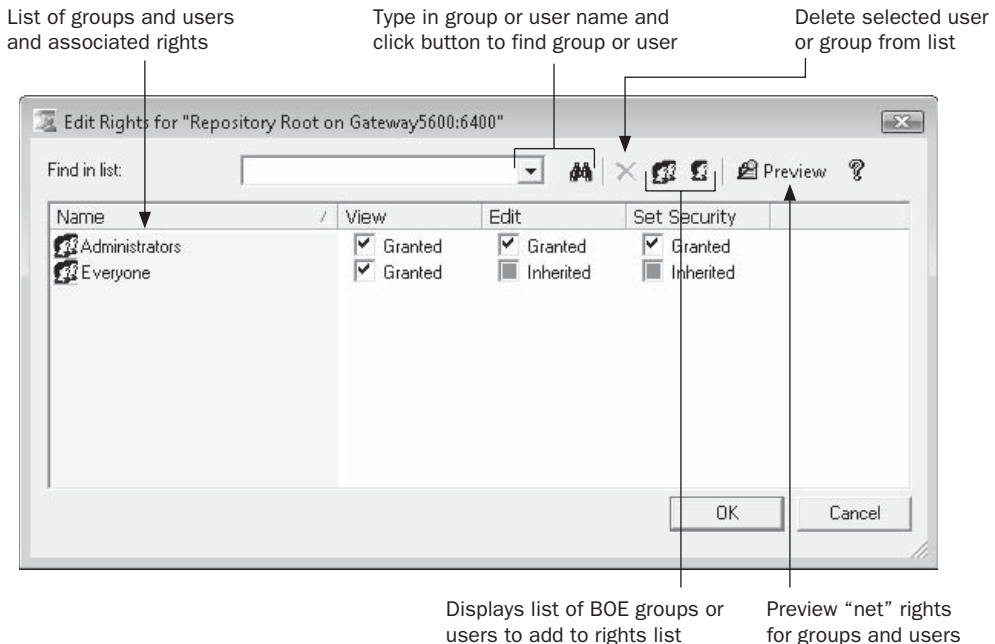 List of groups and users
and associated rights
Type in group or user name and
click button to find group or user
Delete selected user
or group from list
Edit Rights for "Repository Root on Gateway5600:6400"
Find in list:
Preview
Name / View Edit Set Security
Administrators Granted Granted Granted
Everyone Granted Inherited Inherited
OK Cancel
Displays list of BOE groups or
users to add to rights list
Preview “net” rights
for groups and users